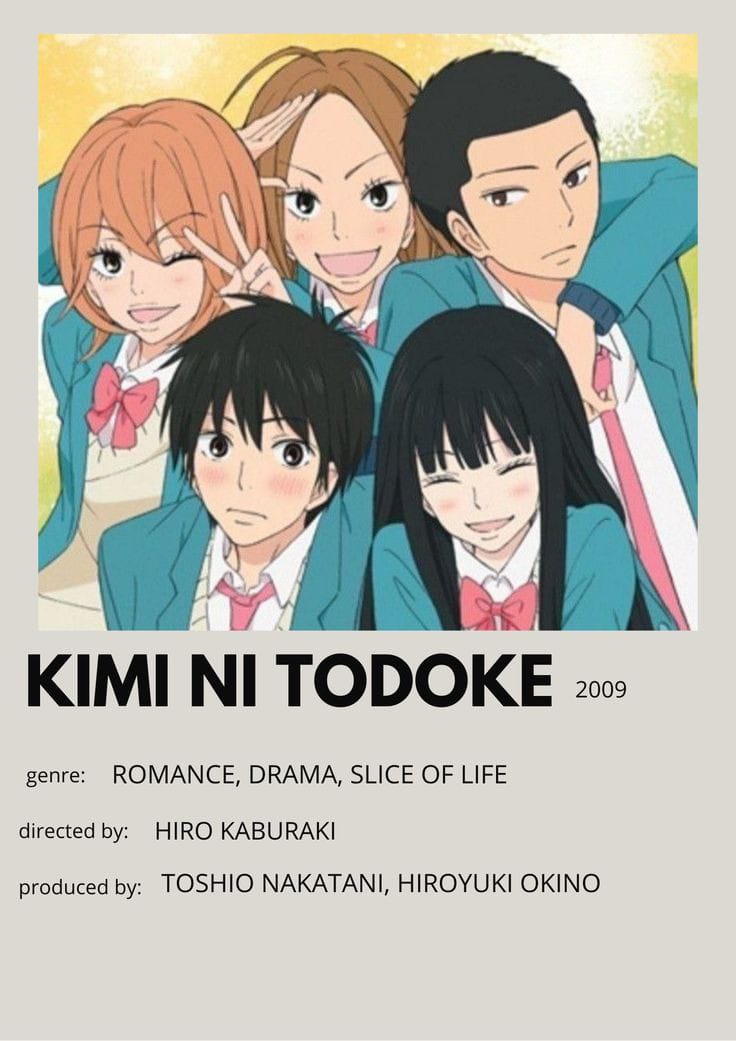 KIMI NI TODOKE 2009
genre: ROMANCE, DRAMA, SLICE OF LIFE
directed by: HIRO KABURAKI
produced by: TOSHIO NAKATANI, HIROYUKI OKINO